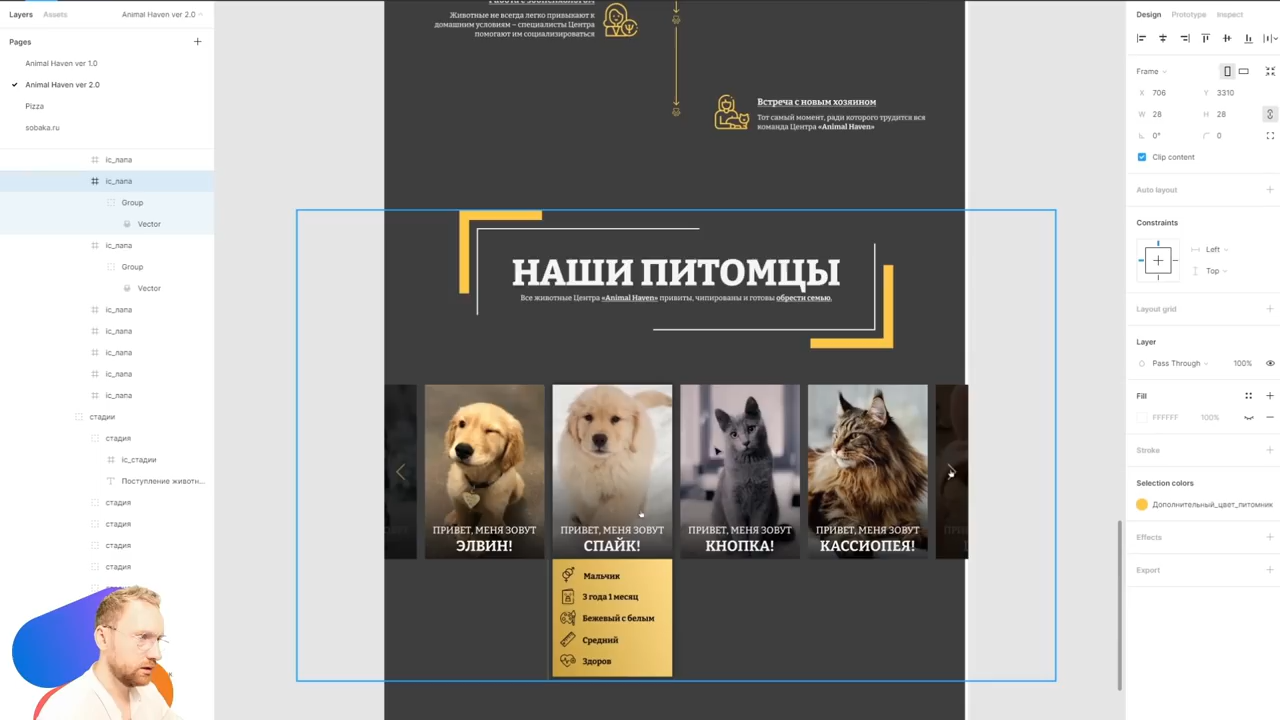 Layers
Assets
Animal Haven ver 2.0
Pages
Animal Haven ver 1.0
Animal Haven ver 2.0
Pizza
sobaka.ru
ic_лапа
ic_лапа
Group
Vector
ic_лапа
Group
Vector
ic_лапа
ic_лапа
ic_лапа
ic_лапа
ic_лапа
стадии
стадия
ic_стадии
Поступление животн...
стадия
стадия
стадия
стадия
Животные не всегда легко привыкают к
домашним условиям – специалисты Центра
помогают им социализироваться
Встреча с новым хозяином
Тот самый момент, ради которого трудится вся
команда Центра «Animal Haven»
НАШИ ПИТОМЦЫ
Все животные Центра «Animal Haven» привиты, чипированы и готовы обрести семью.
ПРИВЕТ, МЕНЯ ЗОВУТ
ЭЛВИН!
ПРИВЕТ, МЕНЯ ЗОВУТ
СПАЙК!
ПРИВЕТ, МЕНЯ ЗОВУТ
КНОПКА!
ПРИВЕТ, МЕНЯ ЗОВУТ
КАССИОПЕЯ!
Мальчик
3 года 1 месяц
Бежевый с белым
Средний
Здоров
Design
Prototype
Inspect
Frame
X 706 Y 3310
W 28 H 28
0° 0
Clip content
Auto layout
Constraints
Left
Top
Layout grid
Layer
Pass Through 100%
Fill
FFFFFF 100%
Stroke
Selection colors
Дополнительный_цвет_питомник
Effects
Export